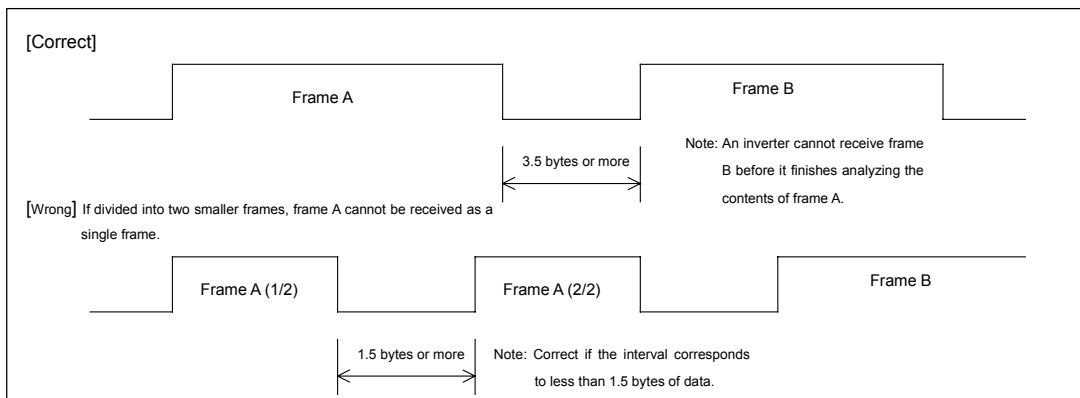 [Correct]
Frame A
Frame B
3.5 bytes or more
Note: An inverter cannot receive frame
B before it finishes analyzing the
contents of frame A.
[Wrong] If divided into two smaller frames, frame A cannot be received as a
single frame.
Frame A (1/2)
Frame A (2/2)
Frame B
1.5 bytes or more
Note: Correct if the interval corresponds
to less than 1.5 bytes of data.